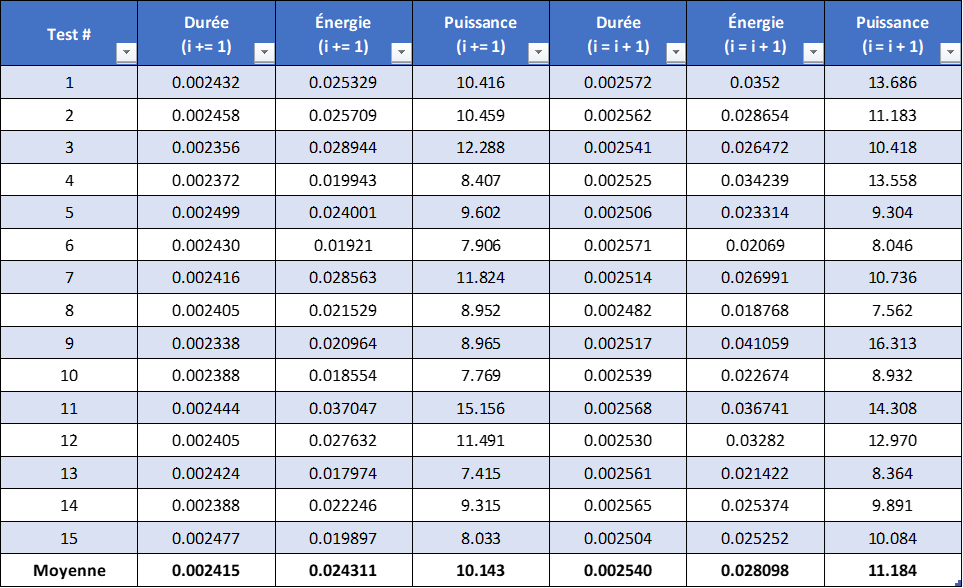 Test # Durée (i += 1) Énergie (i += 1) Puissance (i += 1) Durée (i = i + 1) Énergie (i = i + 1) Puissance (i = i + 1)
1 0.002432 0.025329 10.416 0.002572 0.0352 13.686
2 0.002458 0.025709 10.459 0.002562 0.028654 11.183
3 0.002356 0.028944 12.288 0.002541 0.026472 10.418
4 0.002372 0.019943 8.407 0.002525 0.034239 13.558
5 0.002499 0.024001 9.602 0.002506 0.023314 9.304
6 0.002430 0.01921 7.906 0.002571 0.02069 8.046
7 0.002416 0.028563 11.824 0.002514 0.026991 10.736
8 0.002405 0.021529 8.952 0.002482 0.018768 7.562
9 0.002338 0.020964 8.965 0.002517 0.041059 16.313
10 0.002388 0.018554 7.769 0.002539 0.022674 8.932
11 0.002444 0.037047 15.156 0.002568 0.036741 14.308
12 0.002405 0.027632 11.491 0.002530 0.03282 12.970
13 0.002424 0.017974 7.415 0.002561 0.021422 8.364
14 0.002388 0.022246 9.315 0.002565 0.025374 9.891
15 0.002477 0.019897 8.033 0.002504 0.025252 10.084
Moyenne 0.002415 0.024311 10.143 0.002540 0.028098 11.184